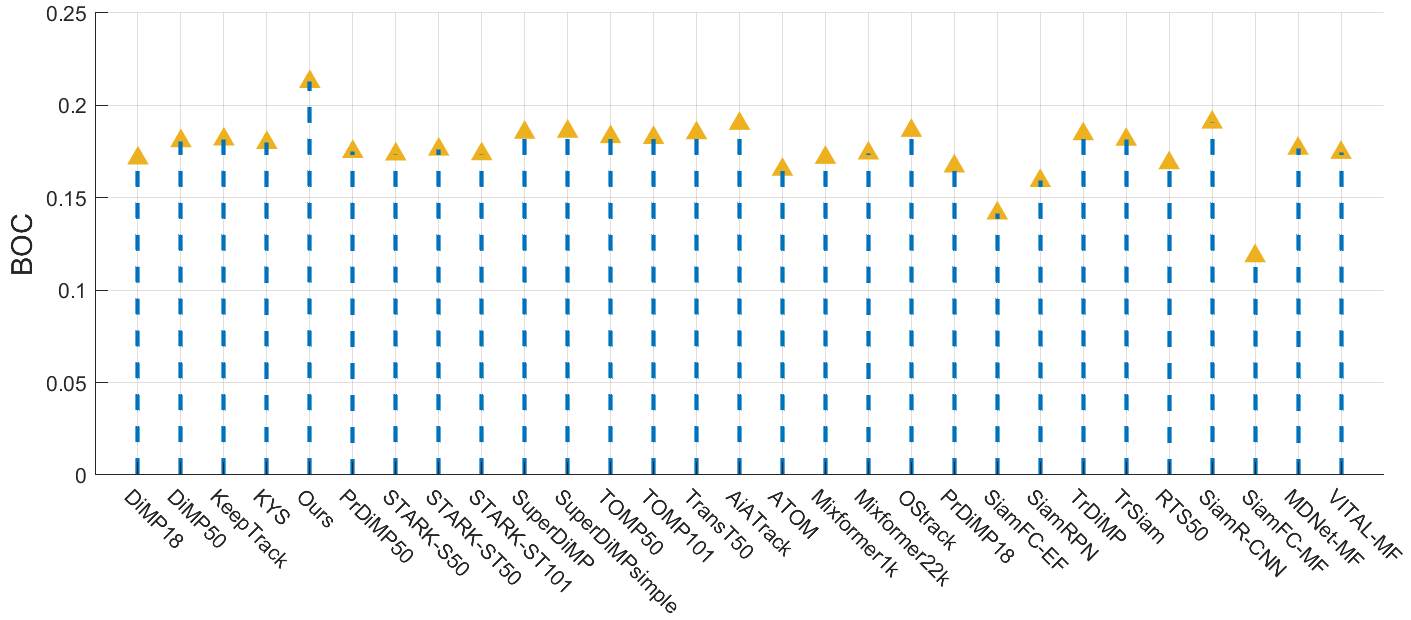 0.25
0.2
0.15
0.1
0.05
0
BOC
DiMP18
DiMP50
KeepTrack
KYS
Ours
PrDiMP50
STARK-S50
STARK-ST50
STARK-ST101
SuperDiMP
SuperDiMPsimple
TOMP50
TOMP101
TransT50
AiATrack
ATOM
Mixformer1k
Mixformer22k
OStrack
PrDiMP18
SiamFC-EF
SiamRPN
TrDiMP
TrSiam
RTS50
SiamR-CNN
SiamFC-MF
MDNet-MF
VITAL-MF